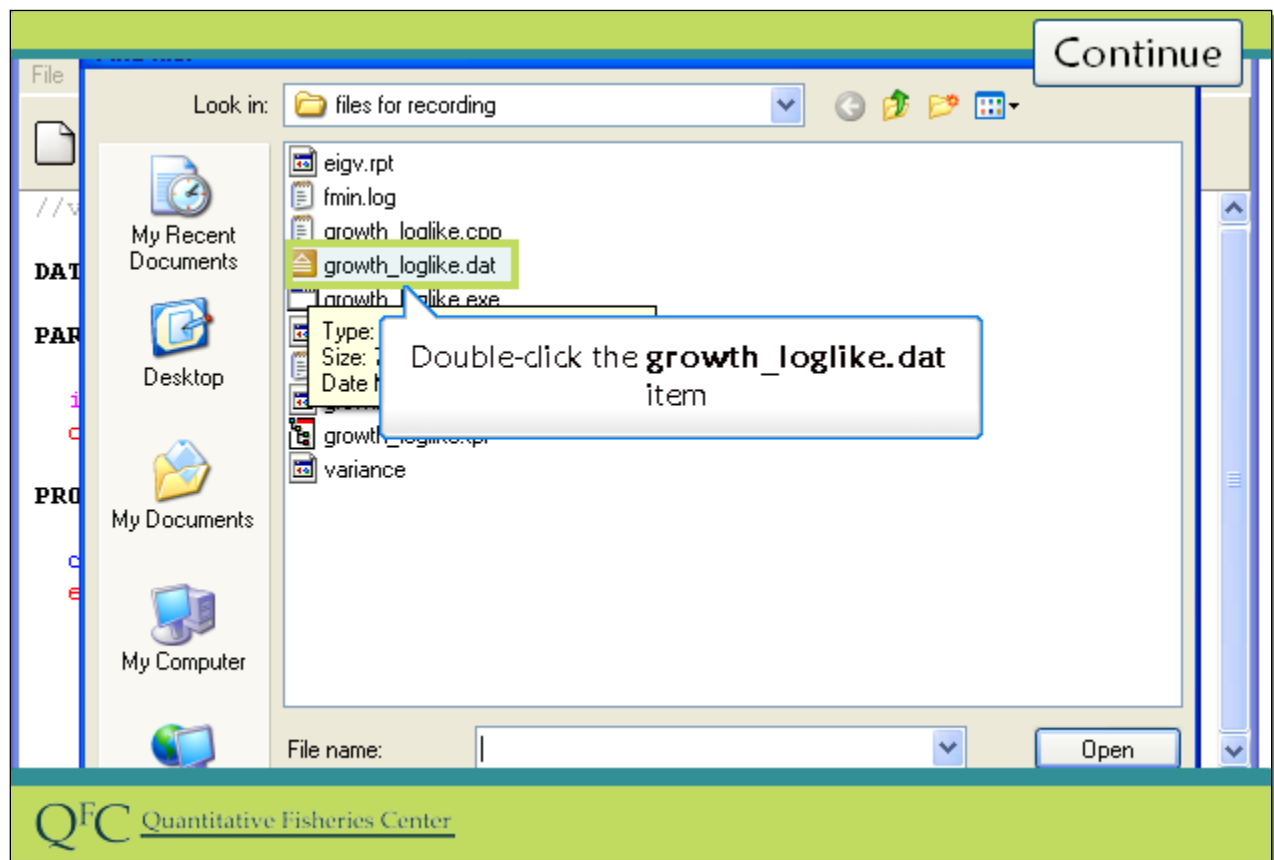 Continue
File
Look in:
files for recording
eigv.rpt
fmin.log
growth_loglike.cpp
growth_loglike.dat
growth_loglike.exe
Type:
Size:
Date
growth_loglike.tpl
variance
Double-click the growth_loglike.dat
item
My Recent
Documents
Desktop
My Documents
My Computer
//v
DAT
PAR
i
c
PRO
c
e
File name:
Open
QFC Quantitative Fisheries Center